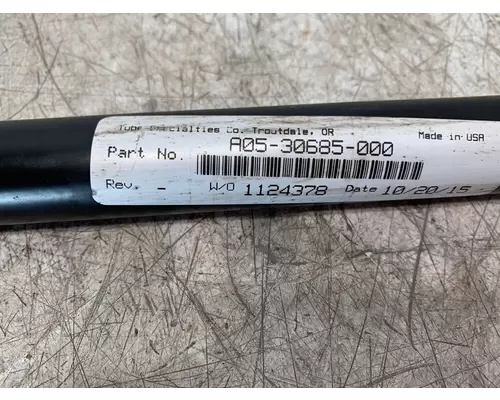 Tube Specialties Co. Troutdale, OR Made in USA
Part No. A05-30685-000
Rev. - W/O 1124378 Date 10/20/15